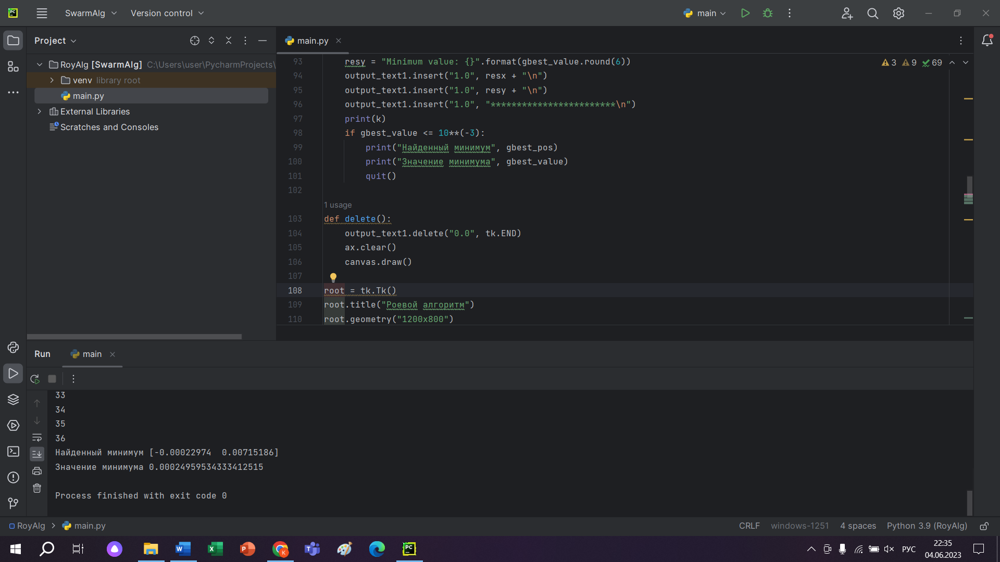 SwarmAlg
Version control
main
Project
RoyAlg [SwarmAlg] C:\Users\user\PycharmProjects\
venv library root
main.py
External Libraries
Scratches and Consoles
main.py
3 9 69
93 resy = "Minimum value: {}".format(gbest_value.round(6))
94 output_text1.insert("1.0", resx + "\n")
95 output_text1.insert("1.0", resy + "\n")
96 output_text1.insert("1.0", "************************\n")
97 print(k)
98 if gbest_value <= 10**(-3):
99 print("Найденный минимум", gbest_pos)
100 print("Значение минимума", gbest_value)
101 quit()
102
1 usage
103 def delete():
104 output_text1.delete("0.0", tk.END)
105 ax.clear()
106 canvas.draw()
107
108 root = tk.Tk()
109 root.title("Роевой алгоритм")
110 root.geometry("1200x800")
Run main
33
34
35
36
Найденный минимум [-0.00022974  0.00715186]
Значение минимума 0.00024959534333412515
Process finished with exit code 0
RoyAlg main.py
CRLF windows-1251 4 spaces Python 3.9 (RoyAlg)
РУС
22:35
04.06.2023